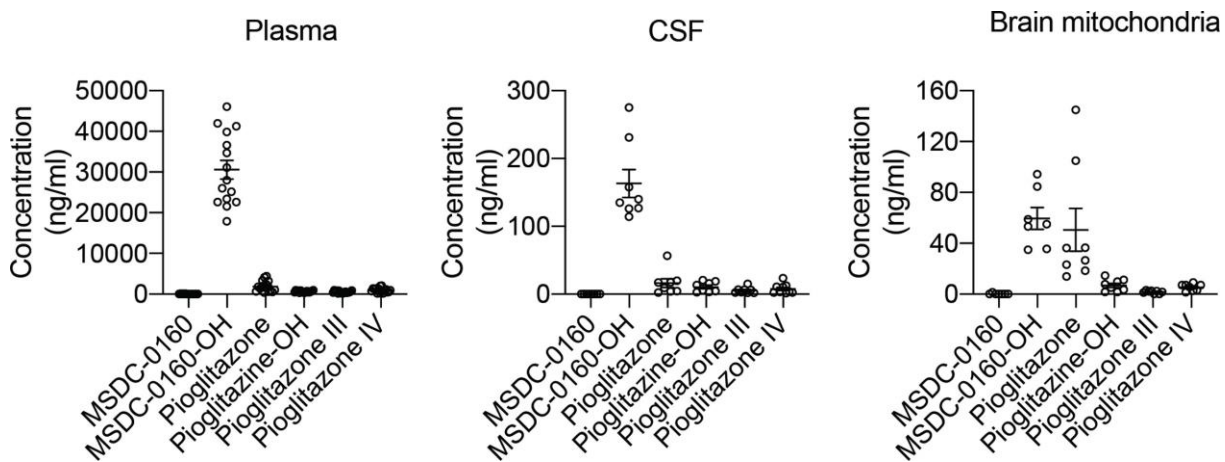 Plasma
Concentration
(ng/ml)
50000
40000
30000
20000
10000
0
MSDC-0160
MSDC-0160-OH
Pioglitazone
Pioglitazine-OH
Pioglitazone III
Pioglitazone IV
CSF
Concentration
(ng/ml)
300
200
100
0
MSDC-0160
MSDC-0160-OH
Pioglitazone
Pioglitazine-OH
Pioglitazone III
Pioglitazone IV
Brain mitochondria
Concentration
(ng/ml)
160
120
80
40
0
MSDC-0160
MSDC-0160-OH
Pioglitazone
Pioglitazine-OH
Pioglitazone III
Pioglitazone IV